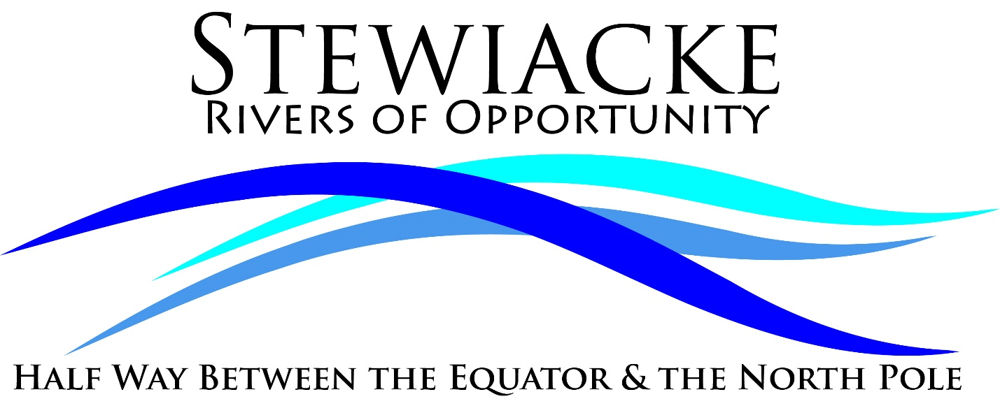 Stewiacke
Rivers of Opportunity
Half Way Between the Equator & the North Pole